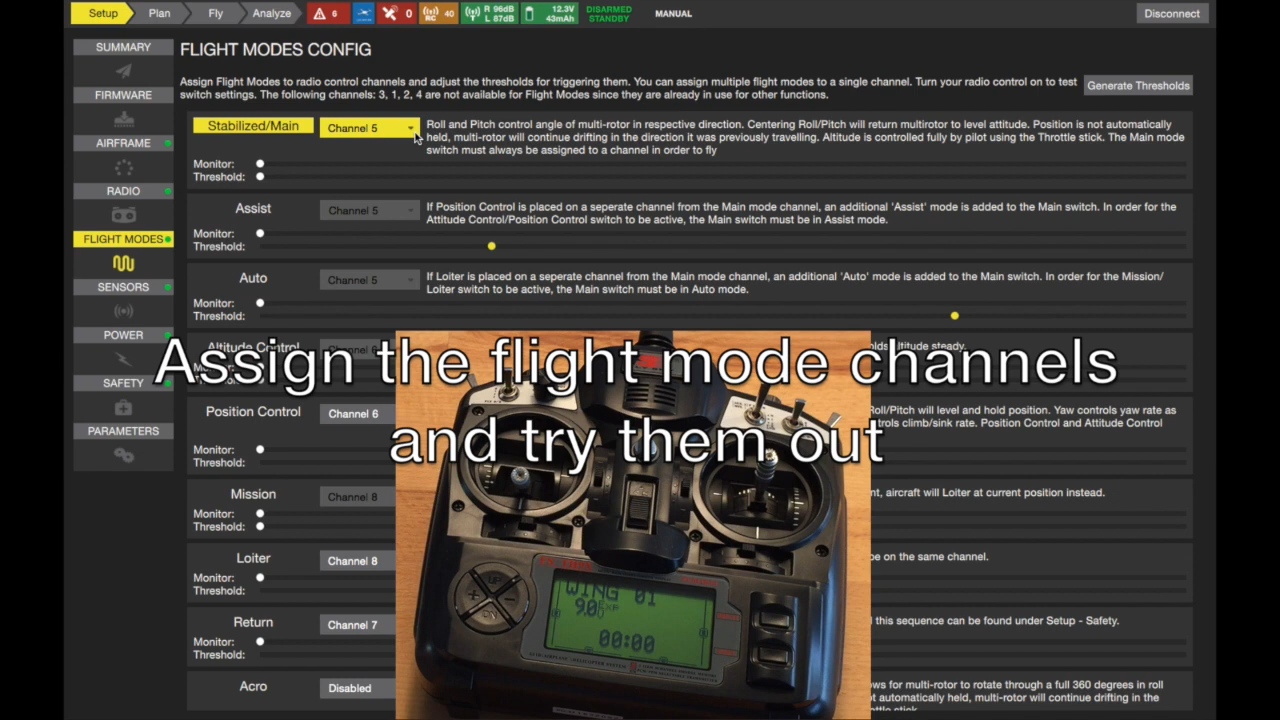 Setup Plan Fly Analyze 6 0 RC 40 R 96dB L 87dB 12.3V 43mAh DISARMED STANDBY MANUAL Disconnect
SUMMARY
FIRMWARE
AIRFRAME
RADIO
FLIGHT MODES
SENSORS
POWER
SAFETY
PARAMETERS
FLIGHT MODES CONFIG
Assign Flight Modes to radio control channels and adjust the thresholds for triggering them. You can assign multiple flight modes to a single channel. Turn your radio control on to test
switch settings. The following channels: 3, 1, 2, 4 are not available for Flight Modes since they are already in use for other functions.
Generate Thresholds
Stabilized/Main Channel 5
Roll and Pitch control angle of multi-rotor in respective direction. Centering Roll/Pitch will return multirotor to level attitude. Position is not automatically
held, multi-rotor will continue drifting in the direction it was previously travelling. Altitude is controlled fully by pilot using the Throttle stick. The Main mode
switch must always be assigned to a channel in order to fly
Monitor:
Threshold:
Assist Channel 5
If Position Control is placed on a seperate channel from the Main mode channel, an additional 'Assist' mode is added to the Main switch. In order for the
Attitude Control/Position Control switch to be active, the Main switch must be in Assist mode.
Monitor:
Threshold:
Auto Channel 5
If Loiter is placed on a seperate channel from the Main mode channel, an additional 'Auto' mode is added to the Main switch. In order for the Mission/
Loiter switch to be active, the Main switch must be in Auto mode.
Monitor:
Threshold:
Assign the flight mode channels
and try them out
Altitude Control
altitude steady.
Position Control Channel 6
Roll/Pitch will level and hold position. Yaw controls yaw rate as
controls climb/sink rate. Position Control and Attitude Control
Monitor:
Threshold:
Mission Channel 8
aircraft will Loiter at current position instead.
Monitor:
Threshold:
Loiter Channel 8
be on the same channel.
Monitor:
Threshold:
Return Channel 7
this sequence can be found under Setup - Safety.
Monitor:
Threshold:
Acro Disabled
for multi-rotor to rotate through a full 360 degrees in roll
automatically held, multi-rotor will continue drifting in the
UP
DN
WING 01
9.0
00:00